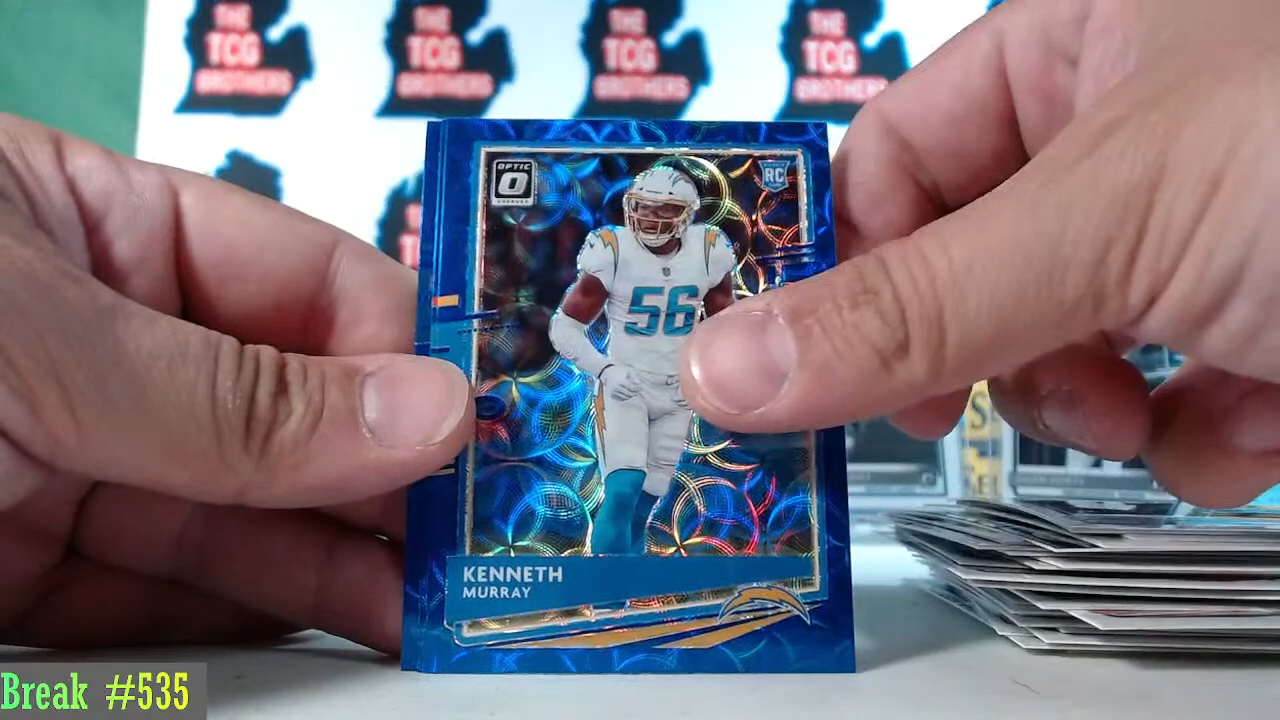 THE
TCG
BROTHERS
THE
TCG
BROTHERS
THE
TCG
BROTHERS
THE
TCG
BROTHERS
OPTIC
O
RC
56
KENNETH
MURRAY
Break #535